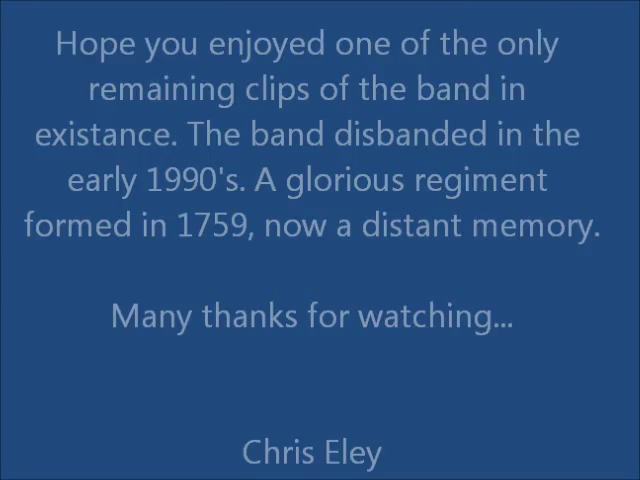 Hope you enjoyed one of the only
remaining clips of the band in
existance. The band disbanded in the
early 1990's. A glorious regiment
formed in 1759, now a distant memory.
Many thanks for watching...
Chris Eley